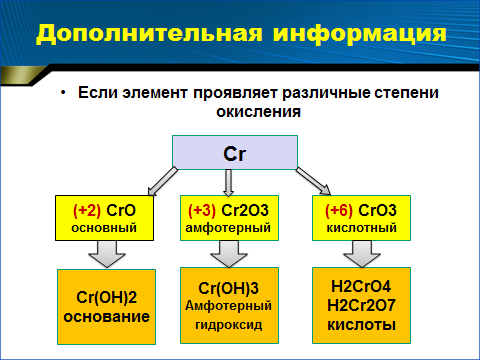 Дополнительная информация
• Если элемент проявляет различные степени
окисления
Cr
(+2) CrO
основный
(+3) Cr2O3
амфотерный
(+6) CrO3
кислотный
Cr(OH)2
основание
Cr(OH)3
Амфотерный
гидроксид
H2CrO4
H2Cr2O7
кислоты